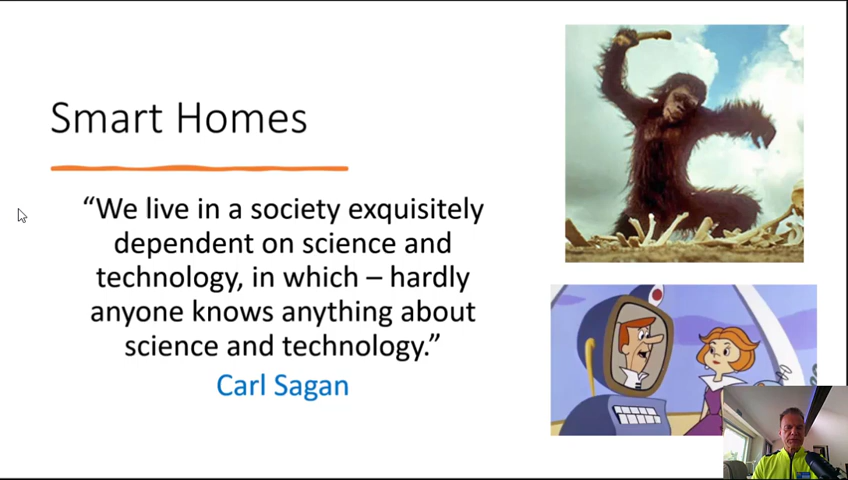 Smart Homes
“We live in a society exquisitely
dependent on science and
technology, in which – hardly
anyone knows anything about
science and technology.”
Carl Sagan